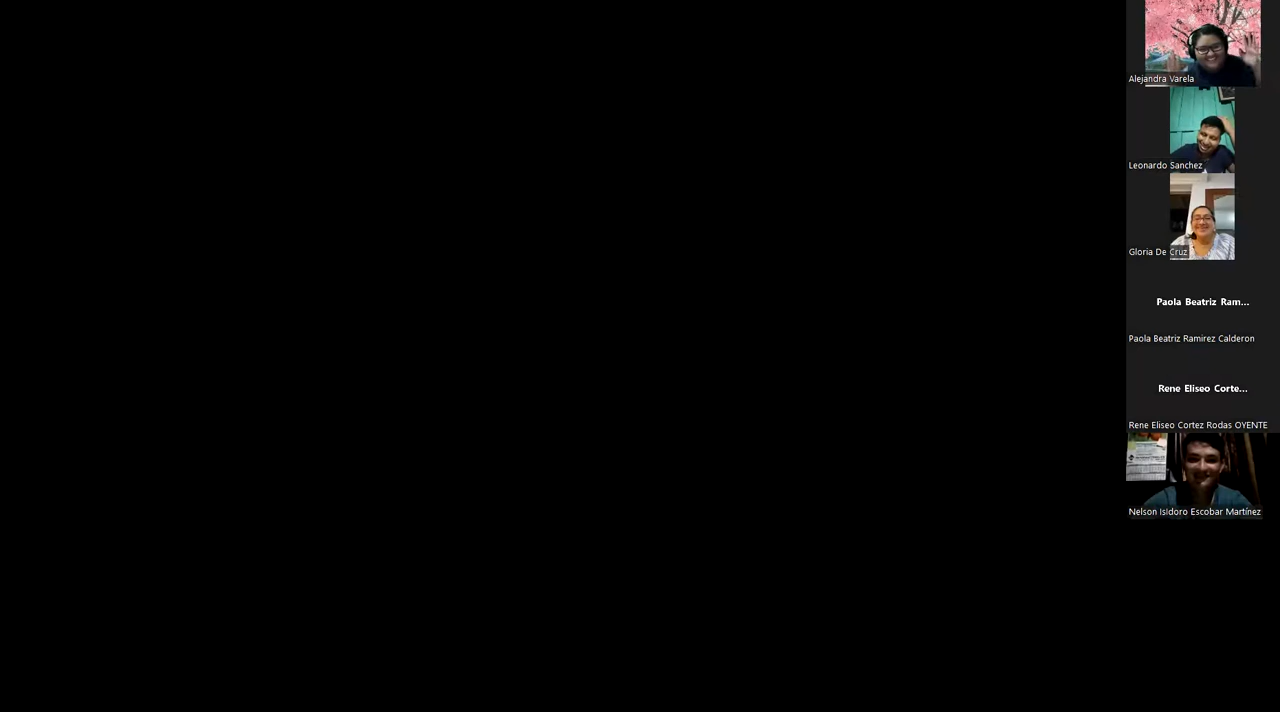 Alejandra Varela
Leonardo Sanchez
Gloria De Cruz
Paola Beatriz Ram...
Paola Beatriz Ramirez Calderon
Rene Eliseo Corte...
Rene Eliseo Cortez Rodas OYENTE
Nelson Isidoro Escobar Martínez